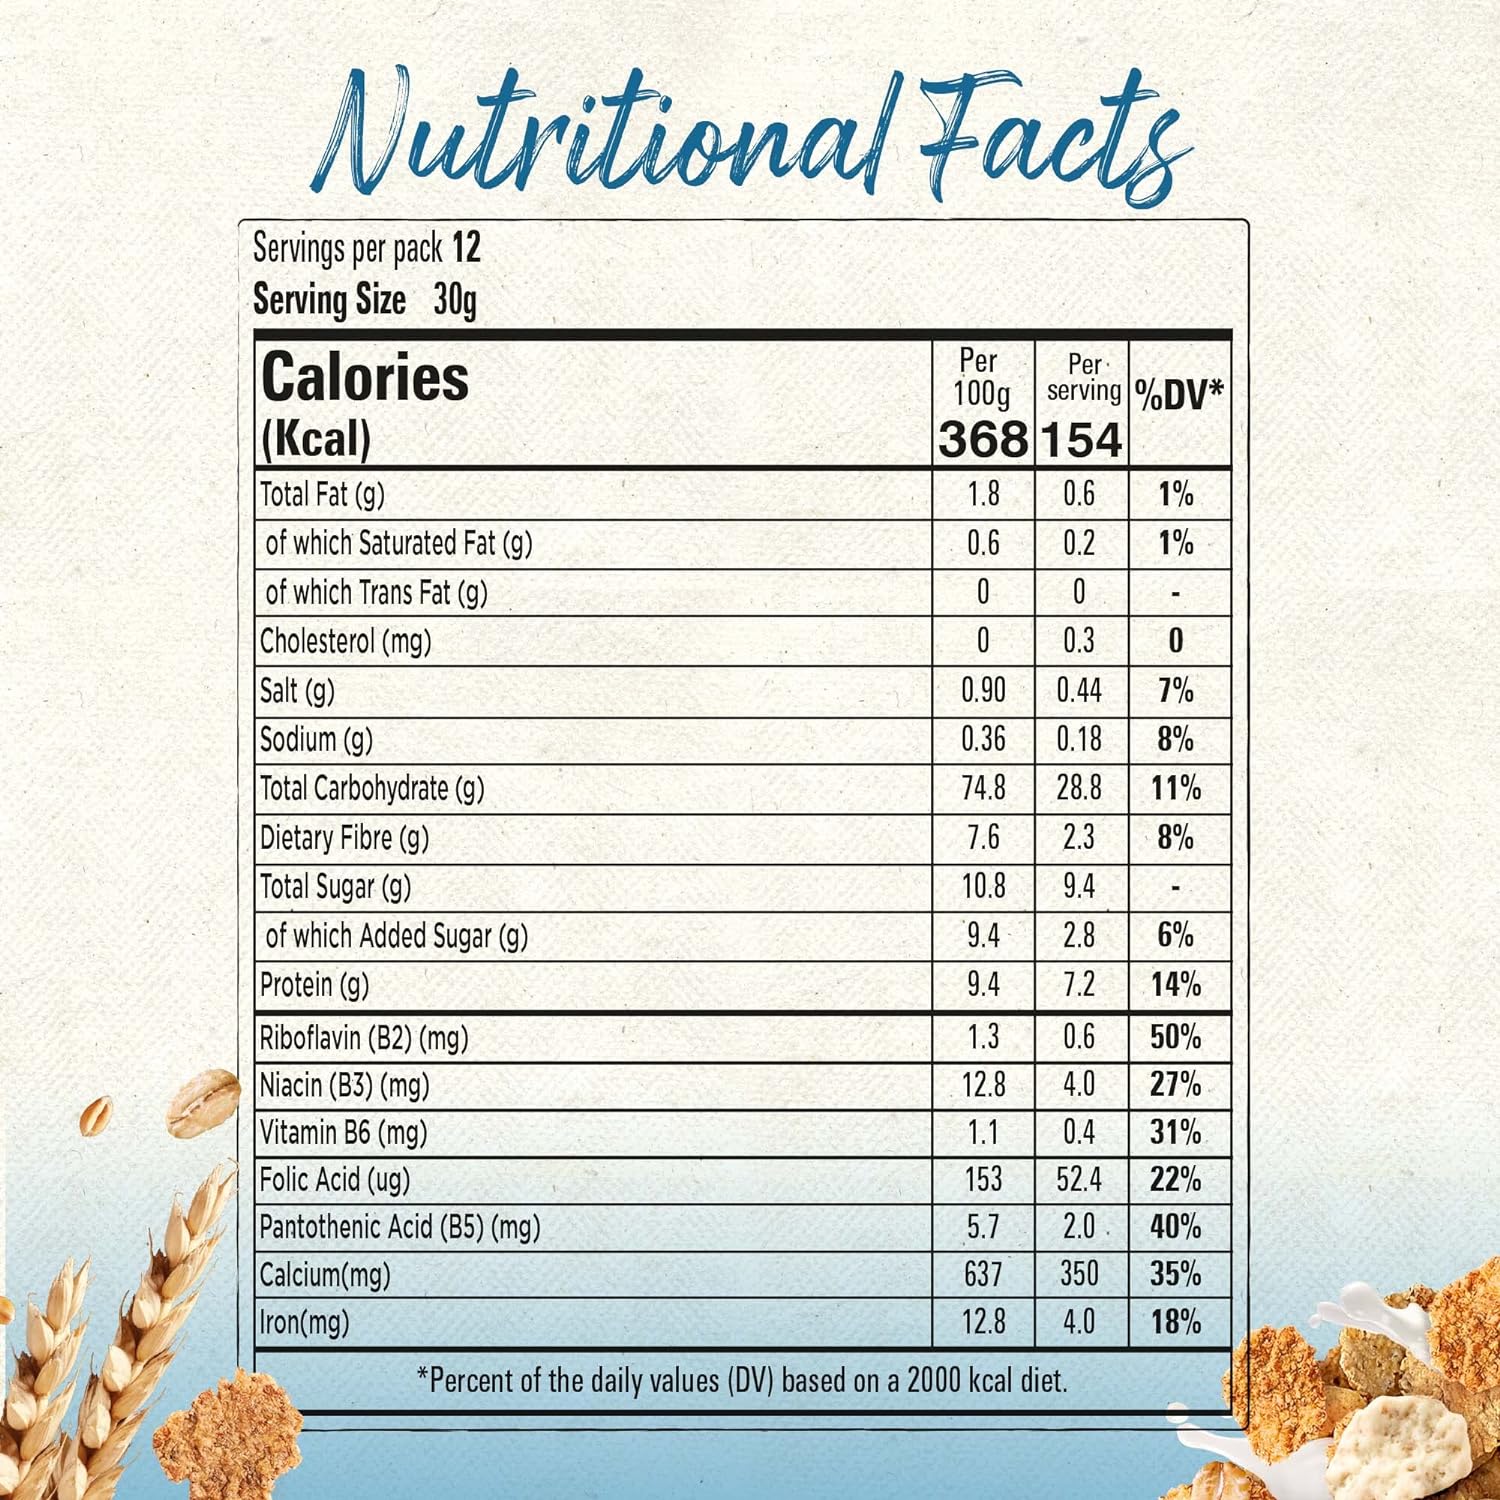 Nutritional Facts
Servings per pack 12
Serving Size 30g
Calories (Kcal) Per 100g 368 Per serving 154 %DV*
Total Fat (g) 1.8 0.6 1%
of which Saturated Fat (g) 0.6 0.2 1%
of which Trans Fat (g) 0 0 -
Cholesterol (mg) 0 0.3 0
Salt (g) 0.90 0.44 7%
Sodium (g) 0.36 0.18 8%
Total Carbohydrate (g) 74.8 28.8 11%
Dietary Fibre (g) 7.6 2.3 8%
Total Sugar (g) 10.8 9.4 -
of which Added Sugar (g) 9.4 2.8 6%
Protein (g) 9.4 7.2 14%
Riboflavin (B2) (mg) 1.3 0.6 50%
Niacin (B3) (mg) 12.8 4.0 27%
Vitamin B6 (mg) 1.1 0.4 31%
Folic Acid (ug) 153 52.4 22%
Pantothenic Acid (B5) (mg) 5.7 2.0 40%
Calcium(mg) 637 350 35%
Iron(mg) 12.8 4.0 18%
*Percent of the daily values (DV) based on a 2000 kcal diet.